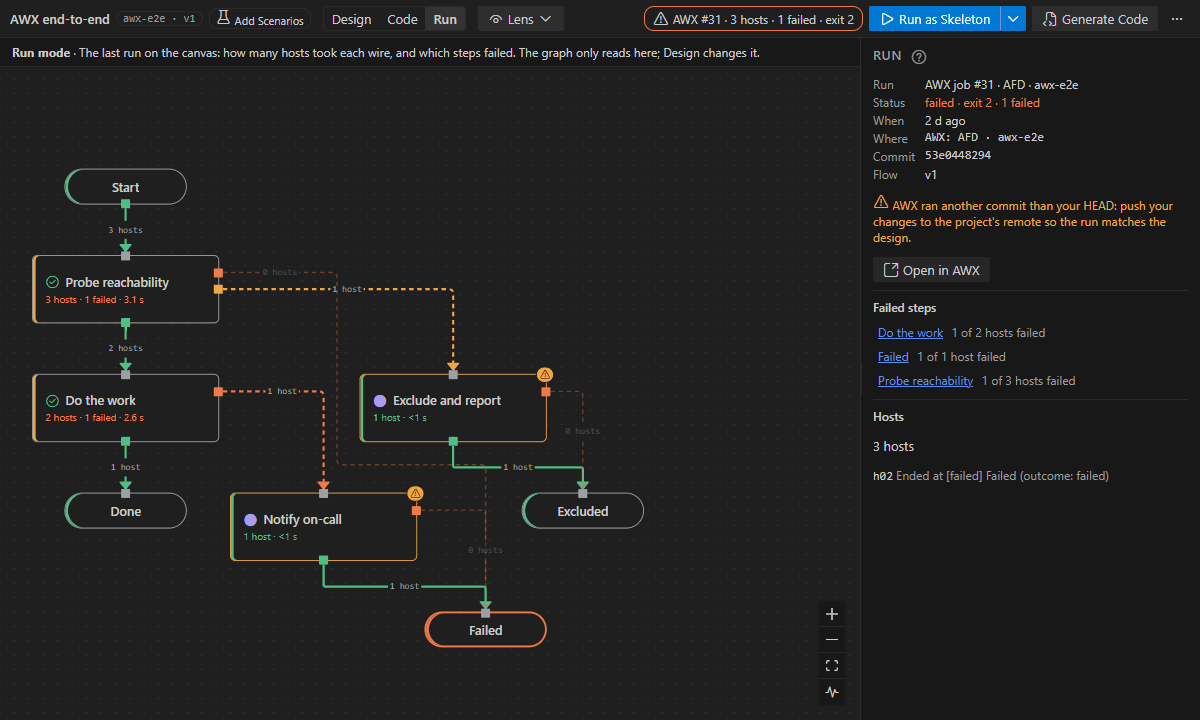 AWX end-to-end
awx-e2e · v1
Add Scenarios
Design
Code
Run
Lens
AWX #31 · 3 hosts · 1 failed · exit 2
Run as Skeleton
Generate Code
Run mode · The last run on the canvas: how many hosts took each wire, and which steps failed. The graph only reads here; Design changes it.
Start
3 hosts
Probe reachability
3 hosts · 1 failed · 3.1 s
0 hosts
1 host
2 hosts
Do the work
2 hosts · 1 failed · 2.6 s
1 host
Exclude and report
1 host · <1 s
0 hosts
1 host
1 host
Done
Notify on-call
1 host · <1 s
Excluded
0 hosts
1 host
Failed
RUN
Run AWX job #31 · AFD · awx-e2e
Status failed · exit 2 · 1 failed
When 2 d ago
Where AWX: AFD · awx-e2e
Commit 53e0448294
Flow v1
AWX ran another commit than your HEAD: push your
changes to the project's remote so the run matches the
design.
Open in AWX
Failed steps
Do the work 1 of 2 hosts failed
Failed 1 of 1 host failed
Probe reachability 1 of 3 hosts failed
Hosts
3 hosts
h02 Ended at [failed] Failed (outcome: failed)